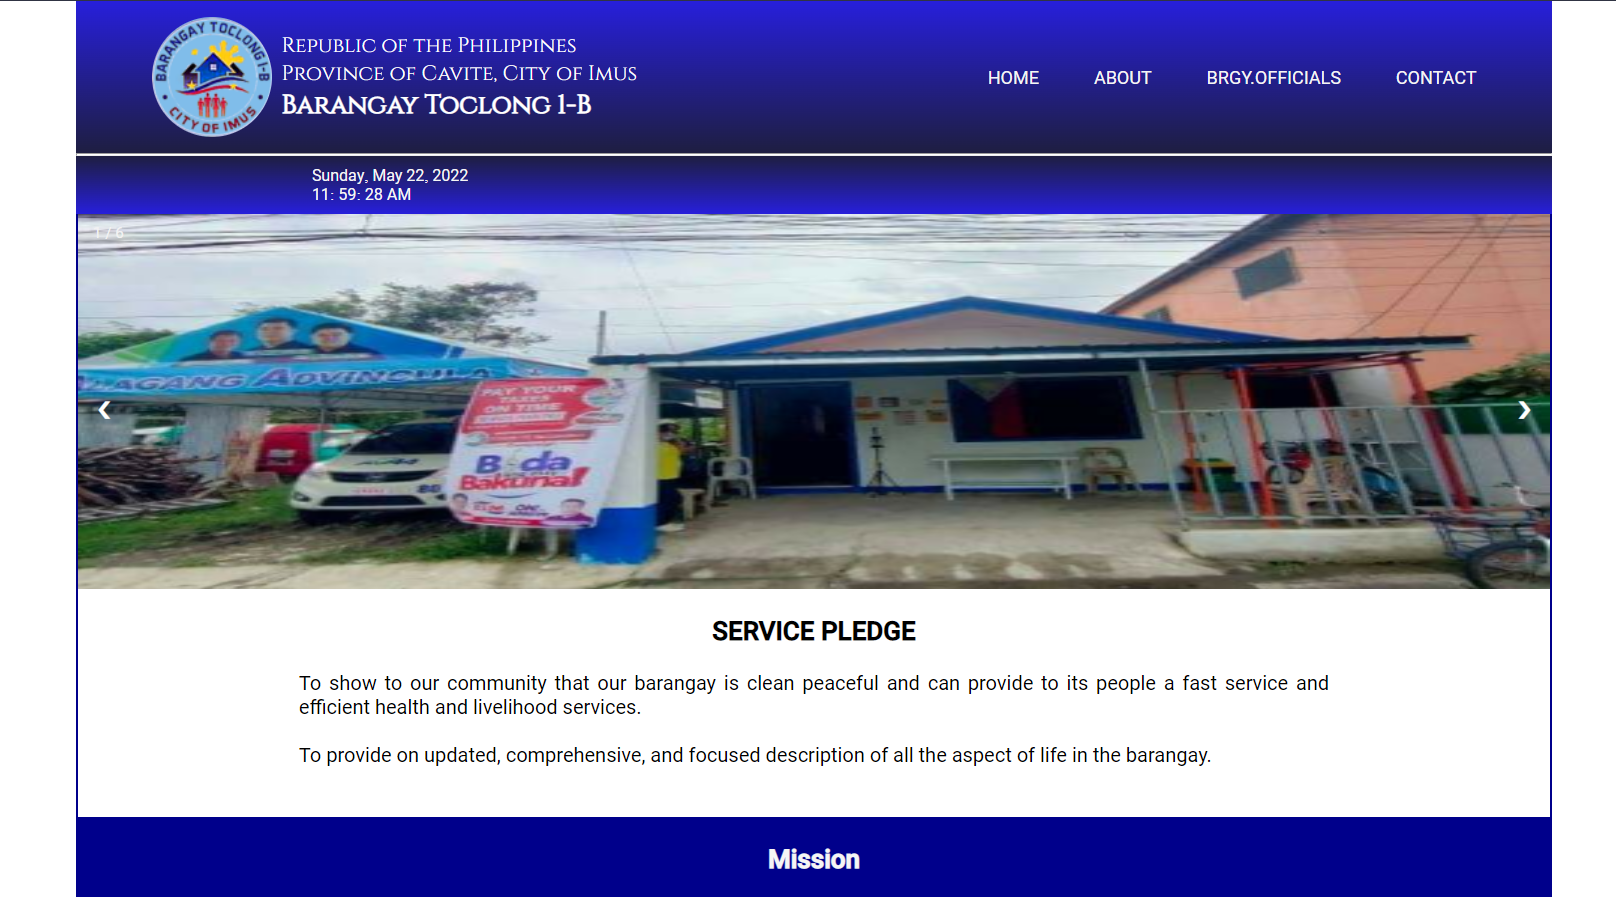 BARANGAY TOCLONG 1-B
CITY OF IMUS
REPUBLIC OF THE PHILIPPINES
PROVINCE OF CAVITE, CITY OF IMUS
BARANGAY TOCLONG 1-B
HOME ABOUT BRGY.OFFICIALS CONTACT
Sunday, May 22, 2022
11: 59: 28 AM
1 / 6
AGANG ADVINCULA
PAY YOUR
TAXES
ON TIME
B da
Bakuna!
❮ ❯
SERVICE PLEDGE
To show to our community that our barangay is clean peaceful and can provide to its people a fast service and
efficient health and livelihood services.
To provide on updated, comprehensive, and focused description of all the aspect of life in the barangay.
Mission